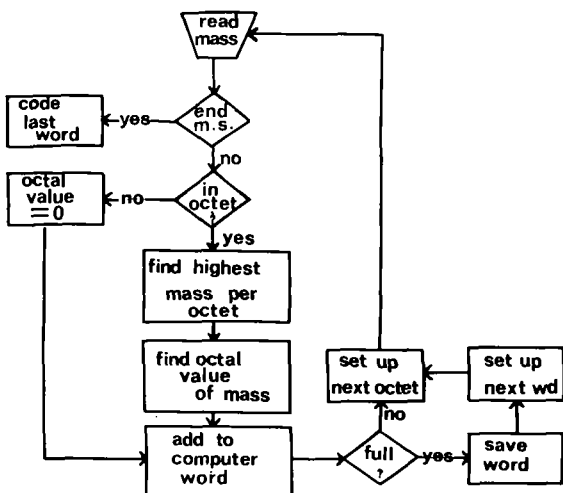 read
mass
end
m.s.
yes
code
last
word
no
in
octet
?
no
octal
value
=0
yes
find highest
mass per
octet
find octal
value
of mass
add to
computer
word
full
?
no
set up
next octet
yes
save
word
set up
next wd